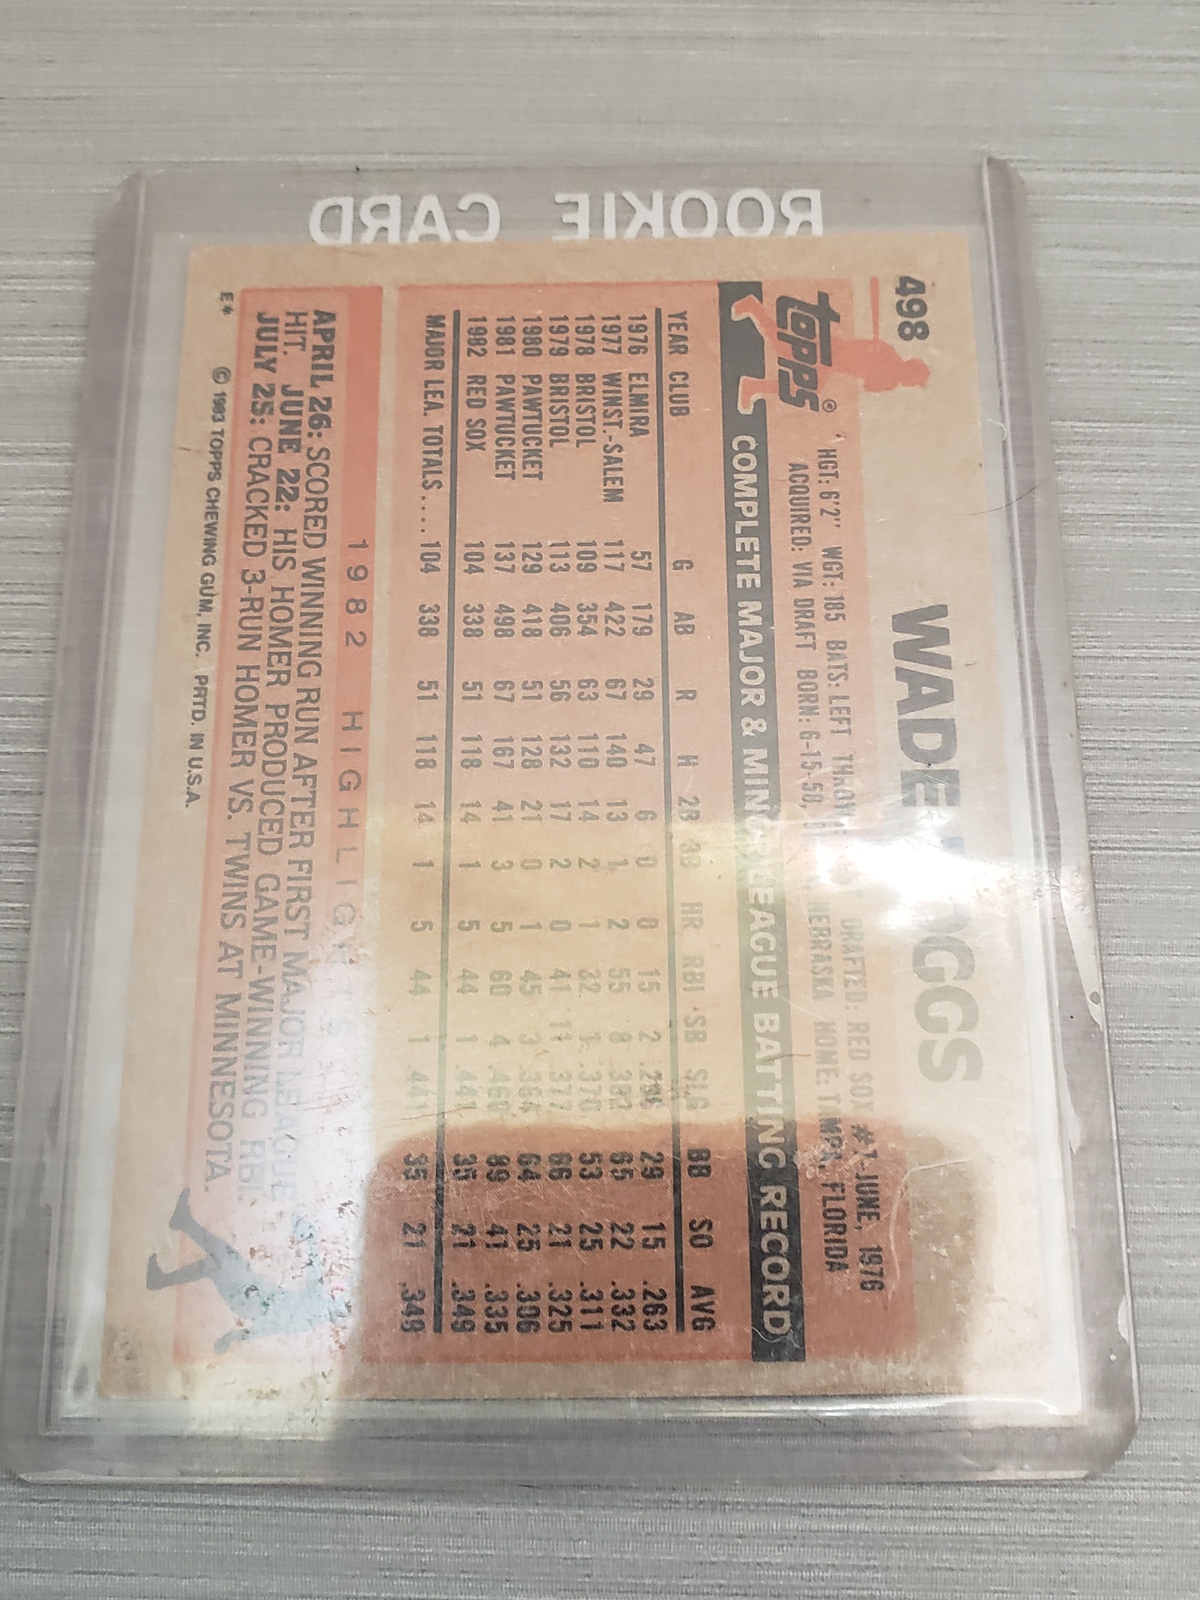 ROOKIE CARD
498
WADE BOGGS
topps®
HGT: 6'2" WGT: 185 BATS: LEFT THROWS: DRAFTED: RED SOX #7-JUNE, 1976
ACQUIRED: VIA DRAFT BORN: 6-15-58, NEBRASKA HOME: TAMPA, FLORIDA
COMPLETE MAJOR & MINOR LEAGUE BATTING RECORD
YEAR CLUB G AB R H 2B 3B HR RBI SB SLG BB SO AVG
1976 ELMIRA 57 179 29 47 6 0 0 15 2 29 15 .263
1977 WINST.-SALEM 117 422 67 140 13 1 2 55 8 .382 65 22 .332
1978 BRISTOL 109 354 63 110 14 2 1 32 1 .370 53 25 .311
1979 BRISTOL 113 406 56 132 17 2 0 41 11 .377 66 21 .325
1980 PAWTUCKET 129 418 51 128 21 0 1 45 3 .364 64 25 .306
1981 PAWTUCKET 137 498 67 167 41 3 5 60 4 .460 89 41 .335
1982 RED SOX 104 338 51 118 14 1 5 44 1 .441 35 21 .349
MAJOR LEA. TOTALS.... 104 338 51 118 14 1 5 44 1 .441 35 21 .349
1982 HIGHLIGHTS
APRIL 26: SCORED WINNING RUN AFTER FIRST MAJOR LEAGUE
HIT. JUNE 22: HIS HOMER PRODUCED GAME-WINNING RBI.
JULY 25: CRACKED 3-RUN HOMER VS. TWINS AT MINNESOTA.
E* © 1983 TOPPS CHEWING GUM, INC. PRTD. IN U.S.A.